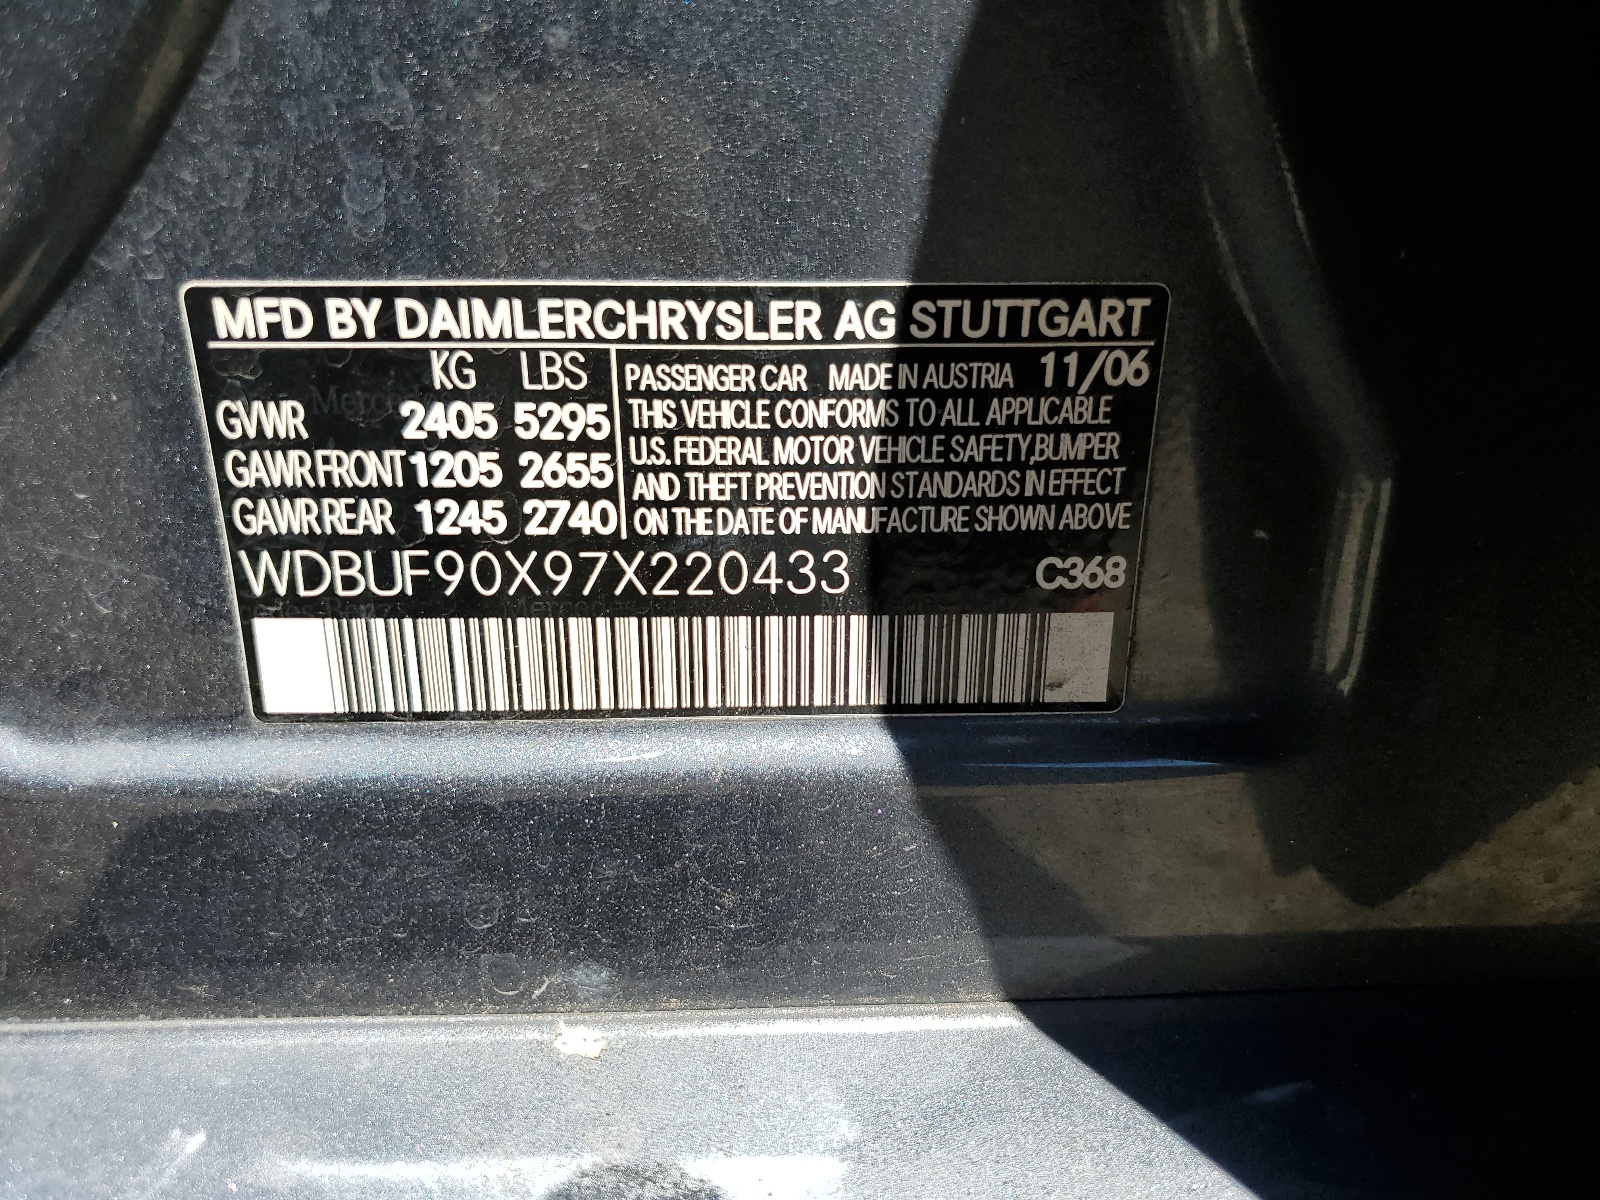 MFD BY DAIMLERCHRYSLER AG STUTTGART
KG LBS
GVWR 2405 5295
GAWR FRONT 1205 2655
GAWR REAR 1245 2740
PASSENGER CAR MADE IN AUSTRIA 11/06
THIS VEHICLE CONFORMS TO ALL APPLICABLE
U.S. FEDERAL MOTOR VEHICLE SAFETY,BUMPER
AND THEFT PREVENTION STANDARDS IN EFFECT
ON THE DATE OF MANUFACTURE SHOWN ABOVE
WDBUF90X97X220433 C368